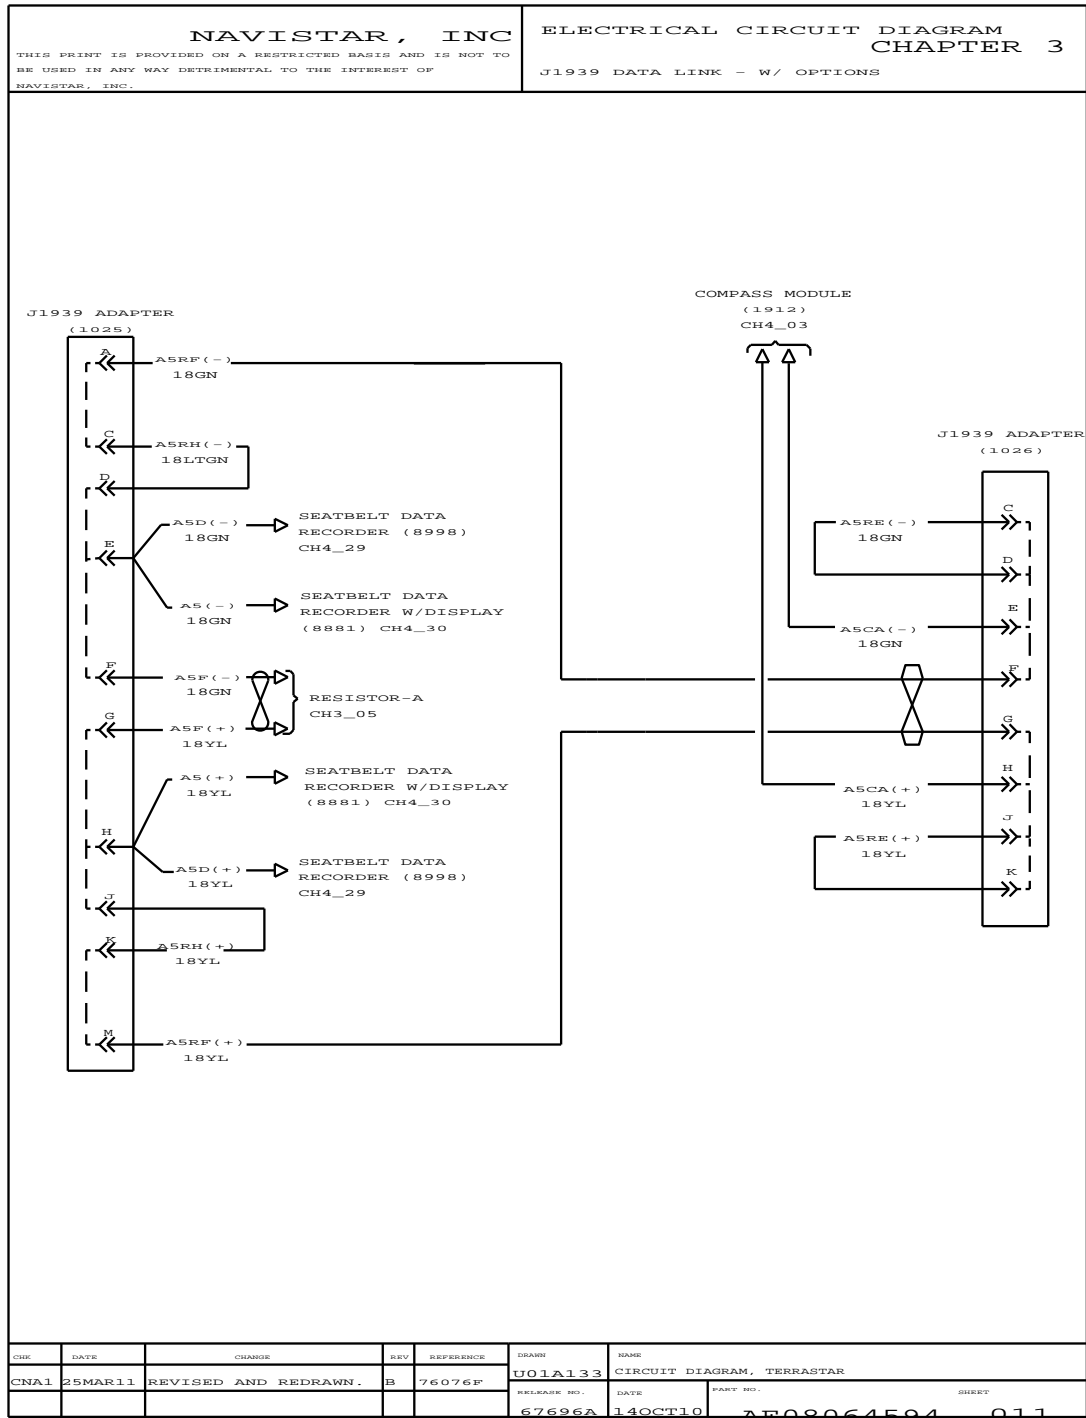 NAVISTAR, INC
THIS PRINT IS PROVIDED ON A RESTRICTED BASIS AND IS NOT TO
BE USED IN ANY WAY DETRIMENTAL TO THE INTEREST OF
NAVISTAR, INC.
ELECTRICAL CIRCUIT DIAGRAM
CHAPTER 3
J1939 DATA LINK - W/ OPTIONS
COMPASS MODULE
(1912)
CH4_03
J1939 ADAPTER
(1025)
A
A5RF(-)
18GN
C
A5RH(-)
18LTGN
D
E
A5D(-)
18GN
SEATBELT DATA
RECORDER (8998)
CH4_29
A5(-)
18GN
SEATBELT DATA
RECORDER W/DISPLAY
(8881) CH4_30
F
A5F(-)
18GN
RESISTOR-A
CH3_05
G
A5F(+)
18YL
A5(+)
18YL
SEATBELT DATA
RECORDER W/DISPLAY
(8881) CH4_30
H
A5D(+)
18YL
SEATBELT DATA
RECORDER (8998)
CH4_29
J
K
A5RH(+)
18YL
M
A5RF(+)
18YL
J1939 ADAPTER
(1026)
C
A5RE(-)
18GN
D
E
A5CA(-)
18GN
F
G
H
A5CA(+)
18YL
J
A5RE(+)
18YL
K
CHK DATE CHANGE REV REFERENCE
CNA1 25MAR11 REVISED AND REDRAWN. B 76076F
DRAWN
U01A133
NAME
CIRCUIT DIAGRAM, TERRASTAR
RELEASE NO.
67696A
DATE
14OCT10
PART NO.
AE08064594
SHEET
011